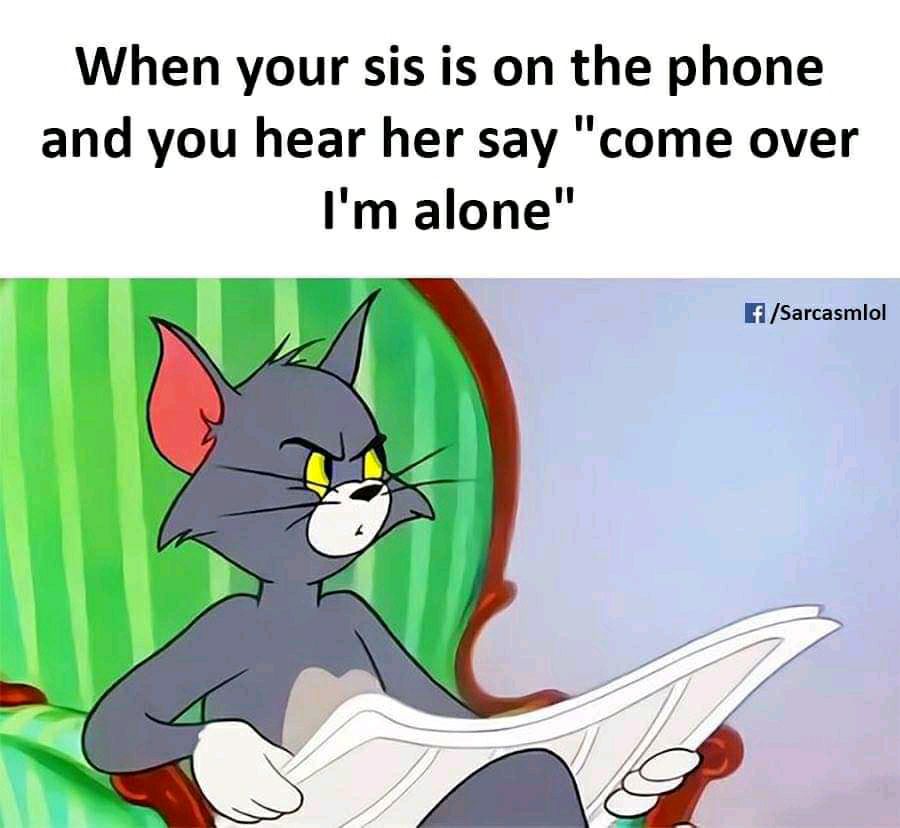 When your sis is on the phone
and you hear her say "come over
I'm alone"
f /Sarcasmlol